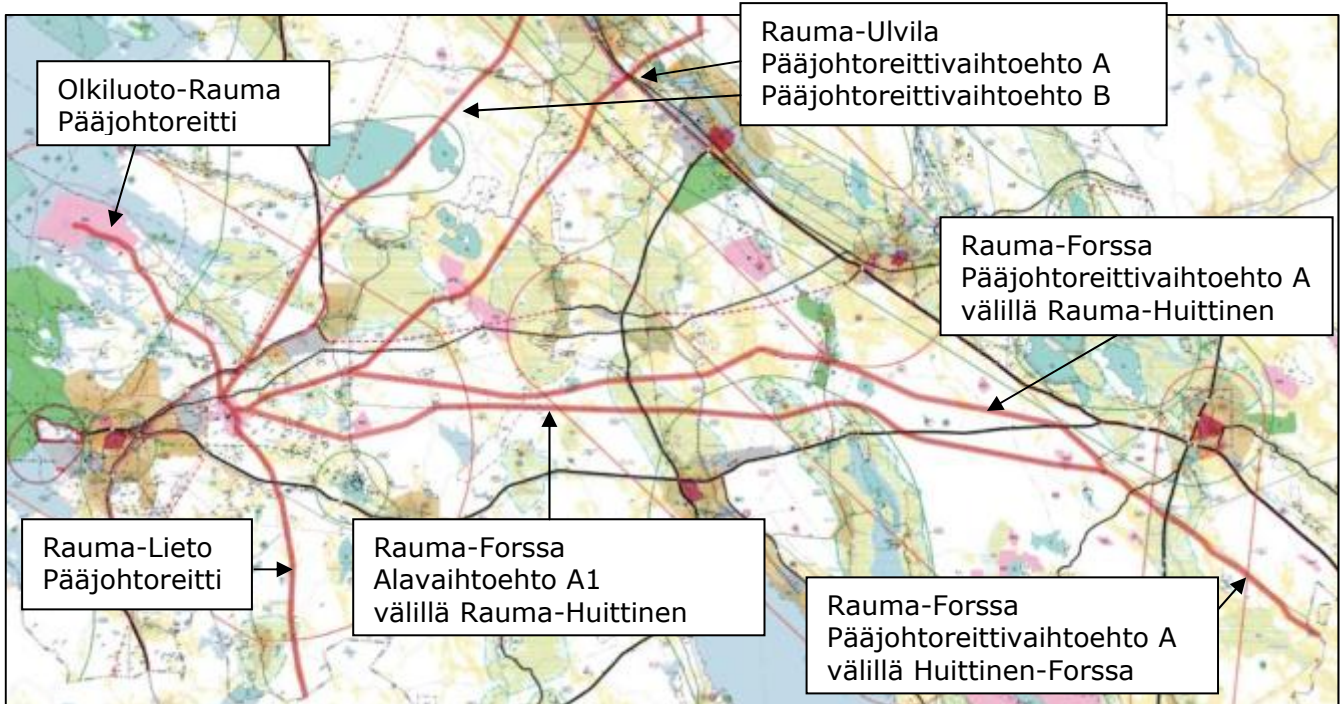 Rauma-Ulvila
Pääjohtoreittivaihtoehto A
Pääjohtoreittivaihtoehto B
Olkiluoto-Rauma
Pääjohtoreitti
Rauma-Forssa
Pääjohtoreittivaihtoehto A
välillä Rauma-Huittinen
Rauma-Lieto
Pääjohtoreitti
Rauma-Forssa
Alavaihtoehto A1
välillä Rauma-Huittinen
Rauma-Forssa
Pääjohtoreittivaihtoehto A
välillä Huittinen-Forssa